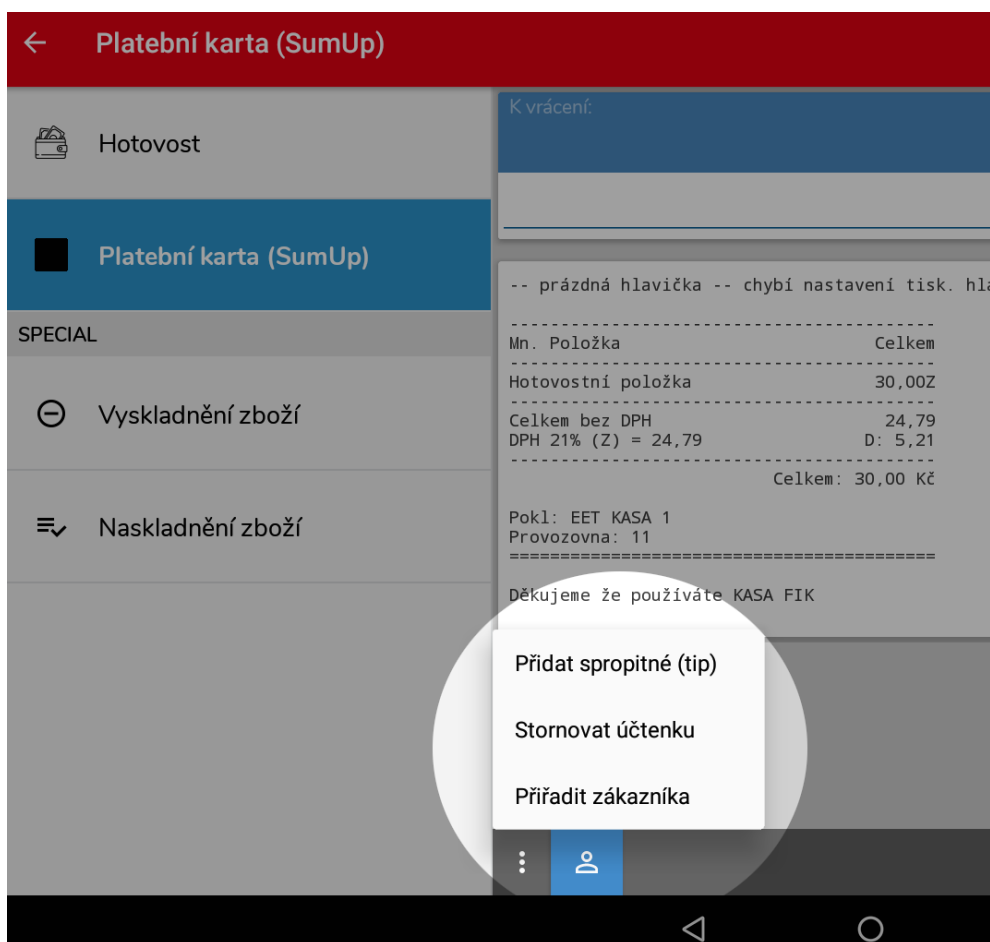 Platební karta (SumUp)
Hotovost
Platební karta (SumUp)
SPECIAL
Vyskladnění zboží
Naskladnění zboží
K vrácení:
-- prázdná hlavička -- chybí nastavení tisk. hla
Mn. Položka Celkem
Hotovostní položka 30,00Z
Celkem bez DPH 24,79
DPH 21% (Z) = 24,79 D: 5,21
Celkem: 30,00 Kč
Pokl: EET KASA 1
Provozovna: 11
Děkujeme že používáte KASA FIK
Přidat spropitné (tip)
Stornovat účtenku
Přiřadit zákazníka